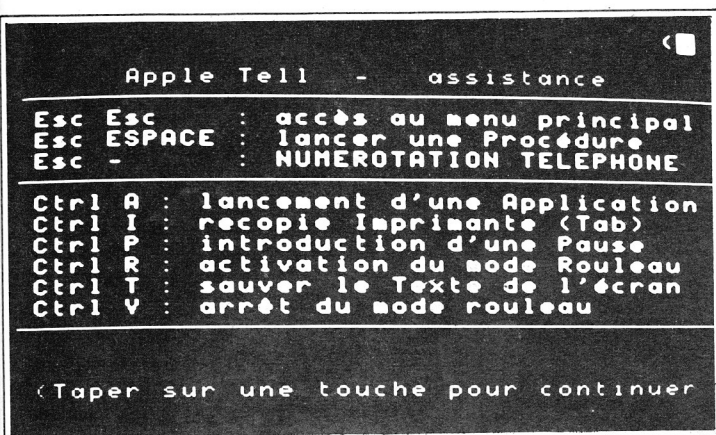 Apple Tell - assistance
Esc Esc : accès au menu principal
Esc ESPACE : lancer une Procédure
Esc - : NUMEROTATION TELEPHONE
Ctrl A : lancement d'une Application
Ctrl I : recopie Imprimante (Tab)
Ctrl P : introduction d'une Pause
Ctrl R : activation du mode Rouleau
Ctrl T : sauver le Texte de l'écran
Ctrl Y : arrêt du mode rouleau
(Taper sur une touche pour continuer